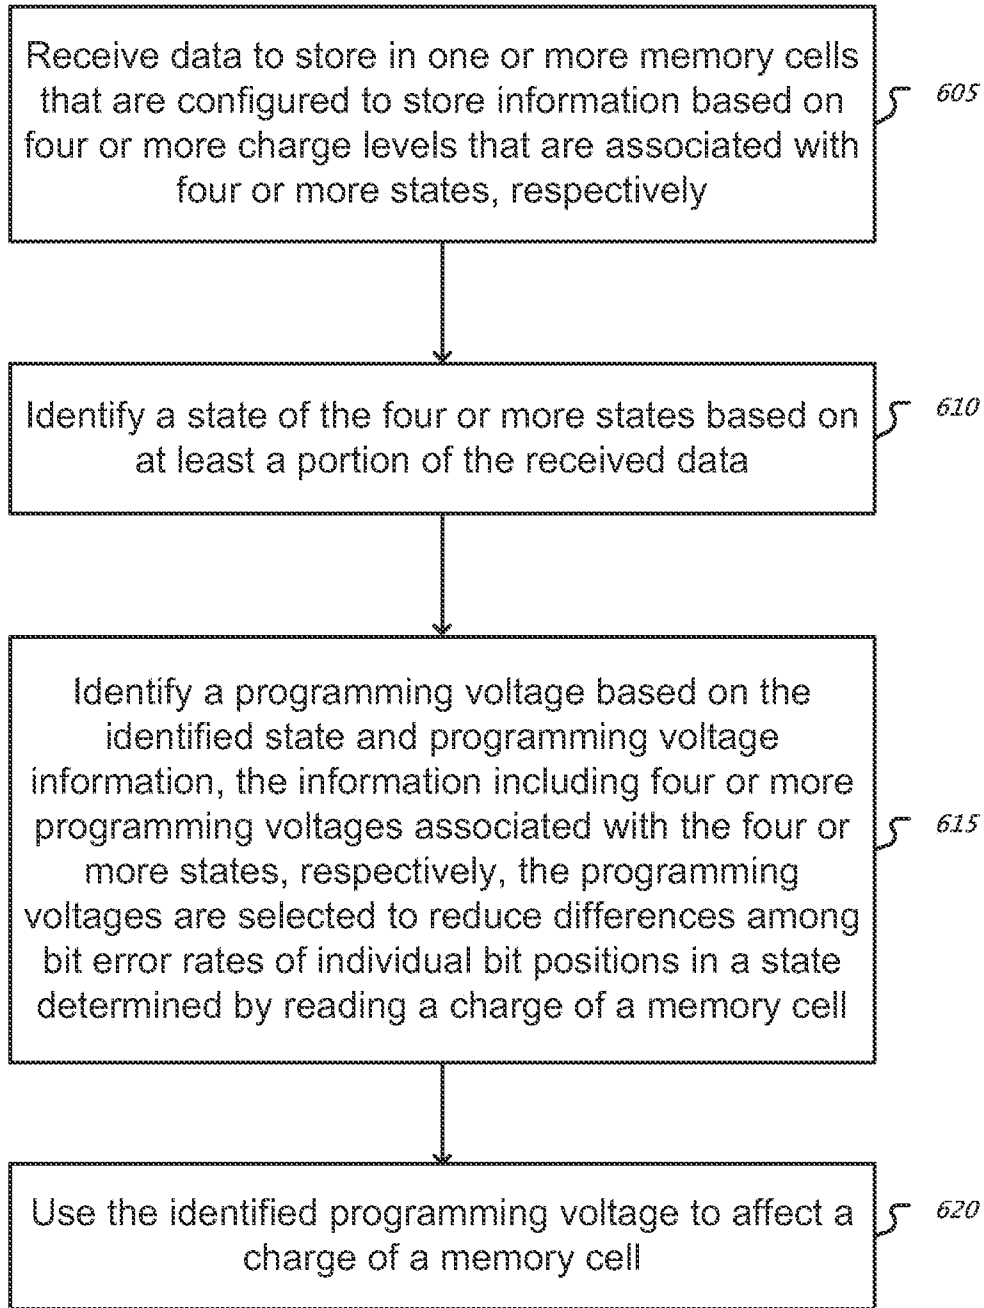 Receive data to store in one or more memory cells
that are configured to store information based on
four or more charge levels that are associated with
four or more states, respectively
605
Identify a state of the four or more states based on
at least a portion of the received data
610
Identify a programming voltage based on the
identified state and programming voltage
information, the information including four or more
programming voltages associated with the four or
more states, respectively, the programming
voltages are selected to reduce differences among
bit error rates of individual bit positions in a state
determined by reading a charge of a memory cell
615
Use the identified programming voltage to affect a
charge of a memory cell
620